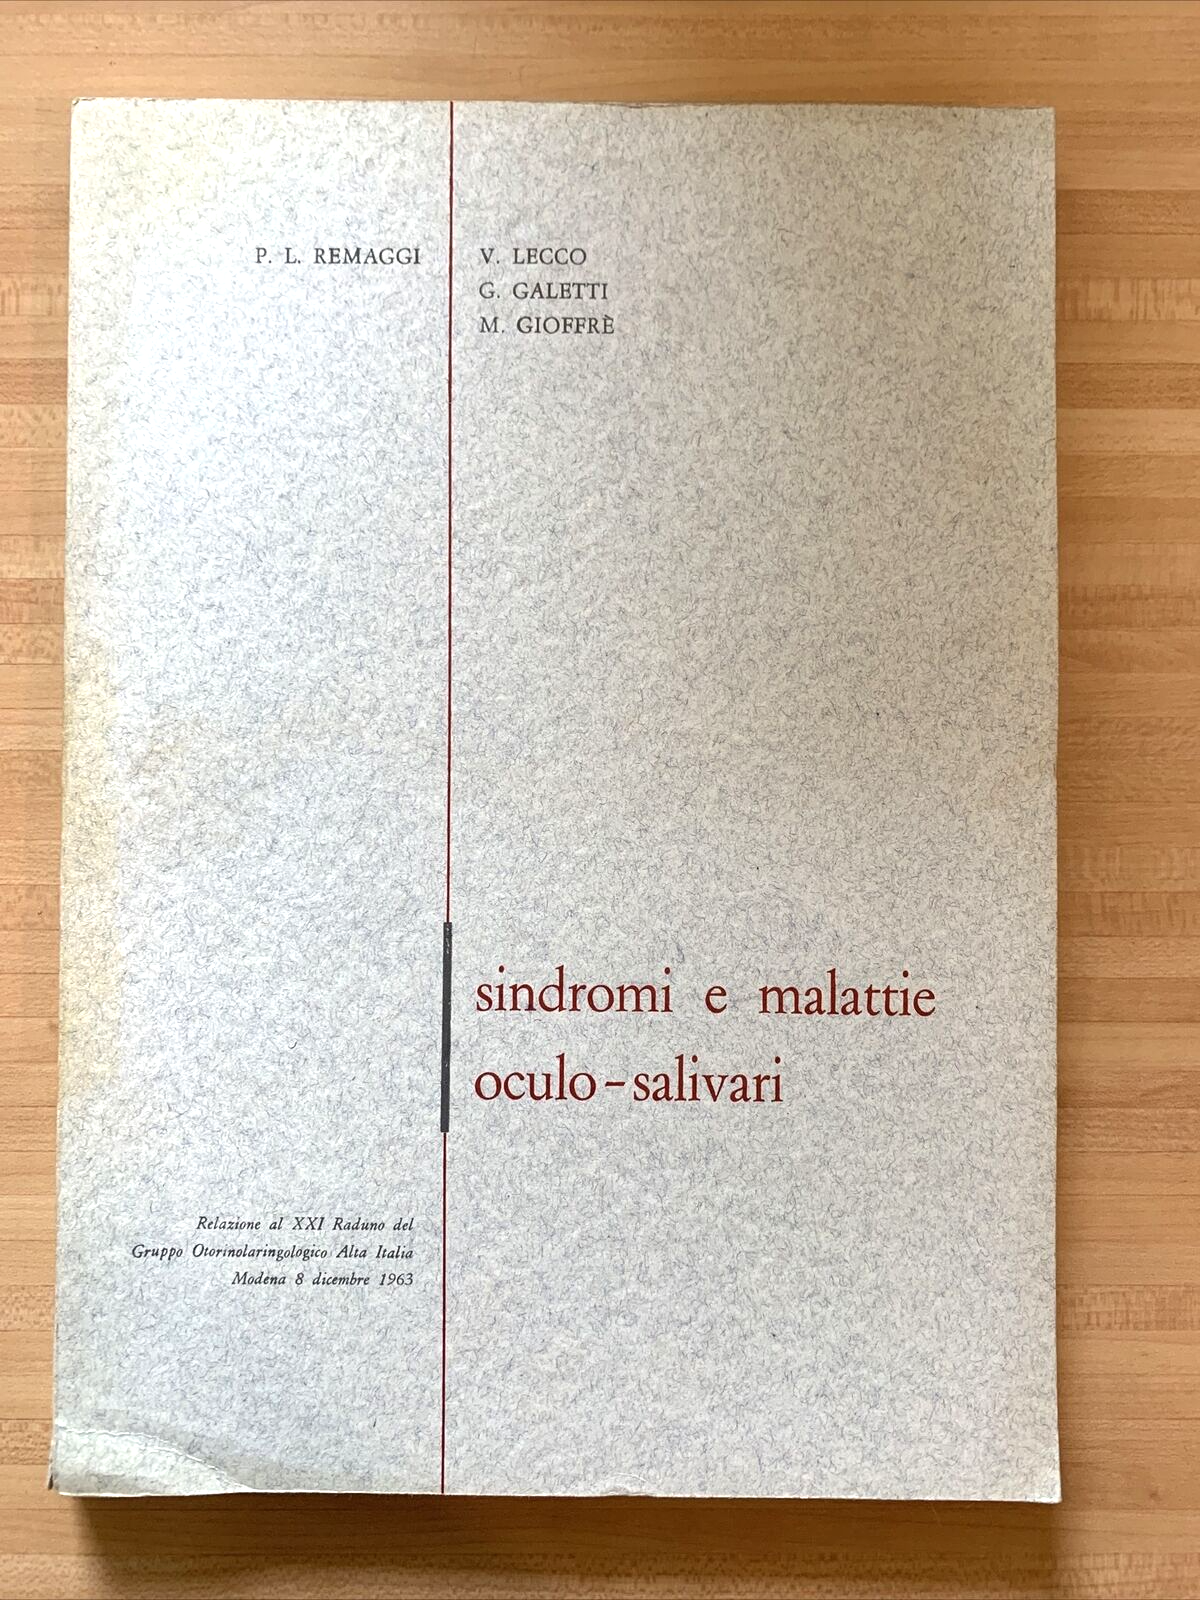 P. L. REMAGGI
V. LECCO
G. GALETTI
M. GIOFFRÈ
sindromi e malattie
oculo-salivari
Relazione al XXI Raduno del
Gruppo Otorinolaringologico Alta Italia
Modena 8 dicembre 1963